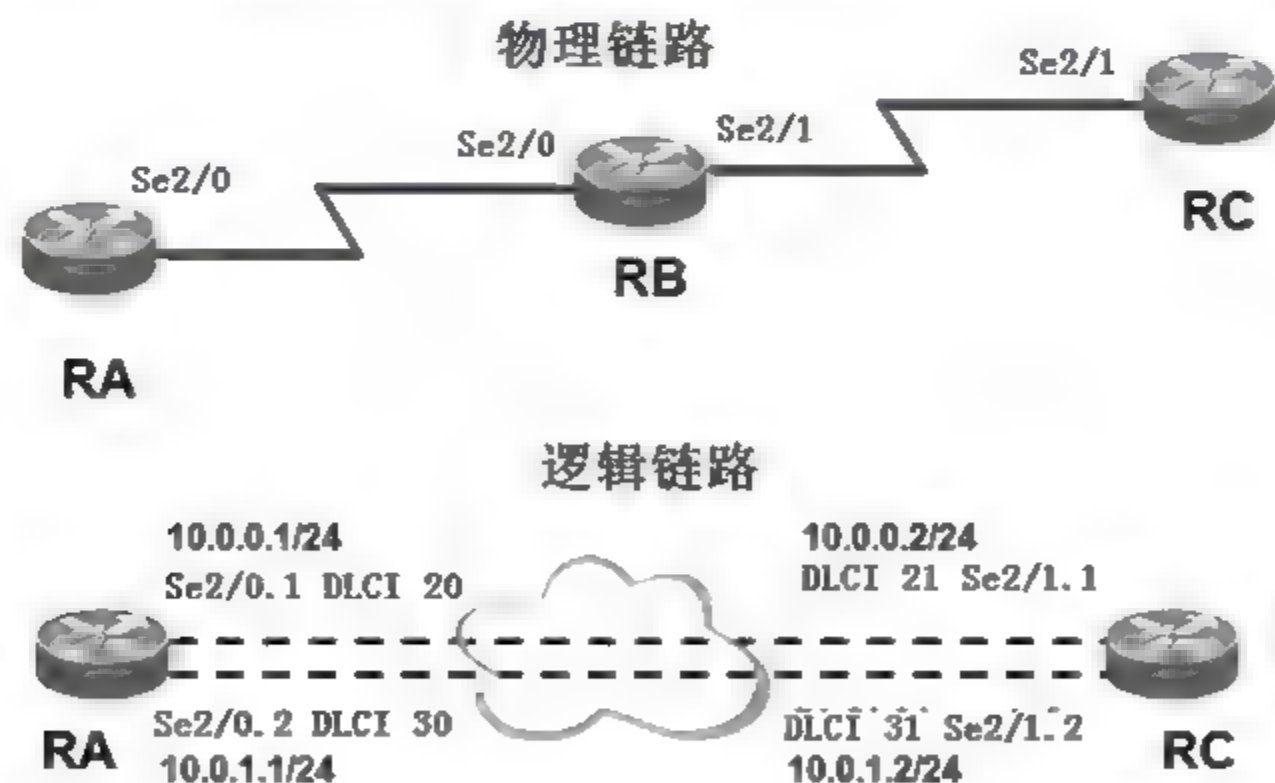 物理链路
Se2/1
Se2/0 Se2/1
Se2/0
RC
RB
RA
逻辑链路
10.0.0.1/24 10.0.0.2/24
Se2/0.1 DLCI 20 DLCI 21 Se2/1.1
Se2/0.2 DLCI 30 DLCI 31 Se2/1.2
RA RC
10.0.1.1/24 10.0.1.2/24